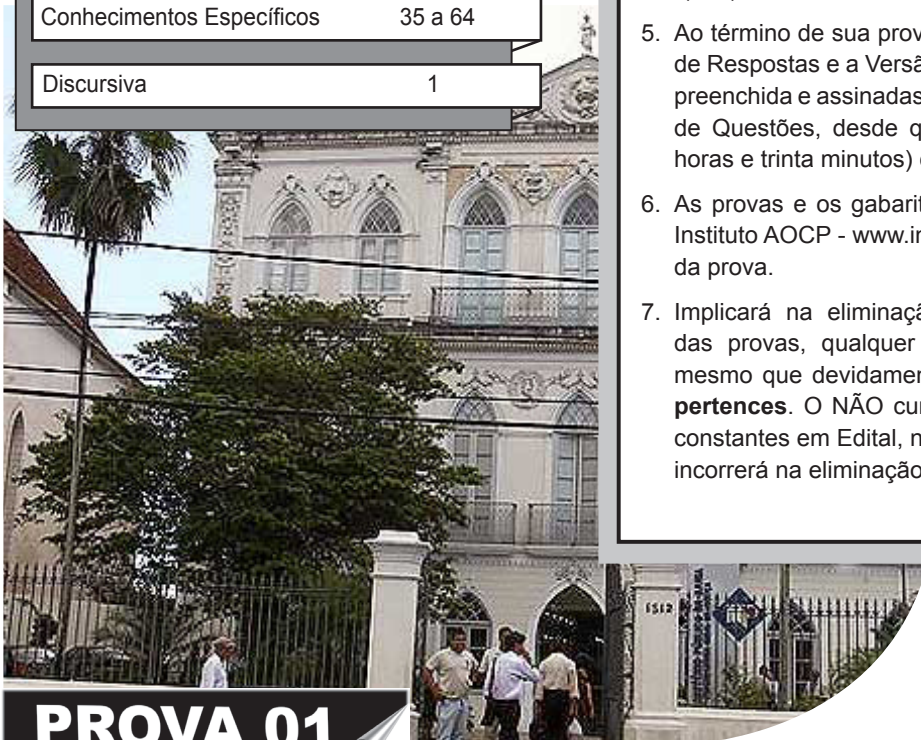 Conhecimentos Específicos 35 a 64
Discursiva 1
5. Ao término de sua prov
de Respostas e a Versã
preenchida e assinadas
de Questões, desde q
horas e trinta minutos)
6. As provas e os gabarit
Instituto AOCP - www.in
da prova.
7. Implicará na eliminaçã
das provas, qualquer
mesmo que devidamen
pertences. O NÃO cur
constantes em Edital, n
incorrerá na eliminação
1512
PROVA 01